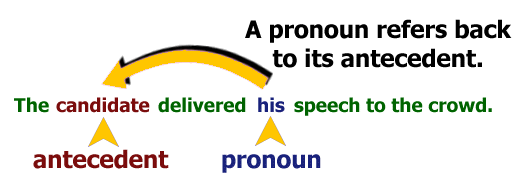 A pronoun refers back
to its antecedent.
The candidate delivered his speech to the crowd.
antecedent pronoun